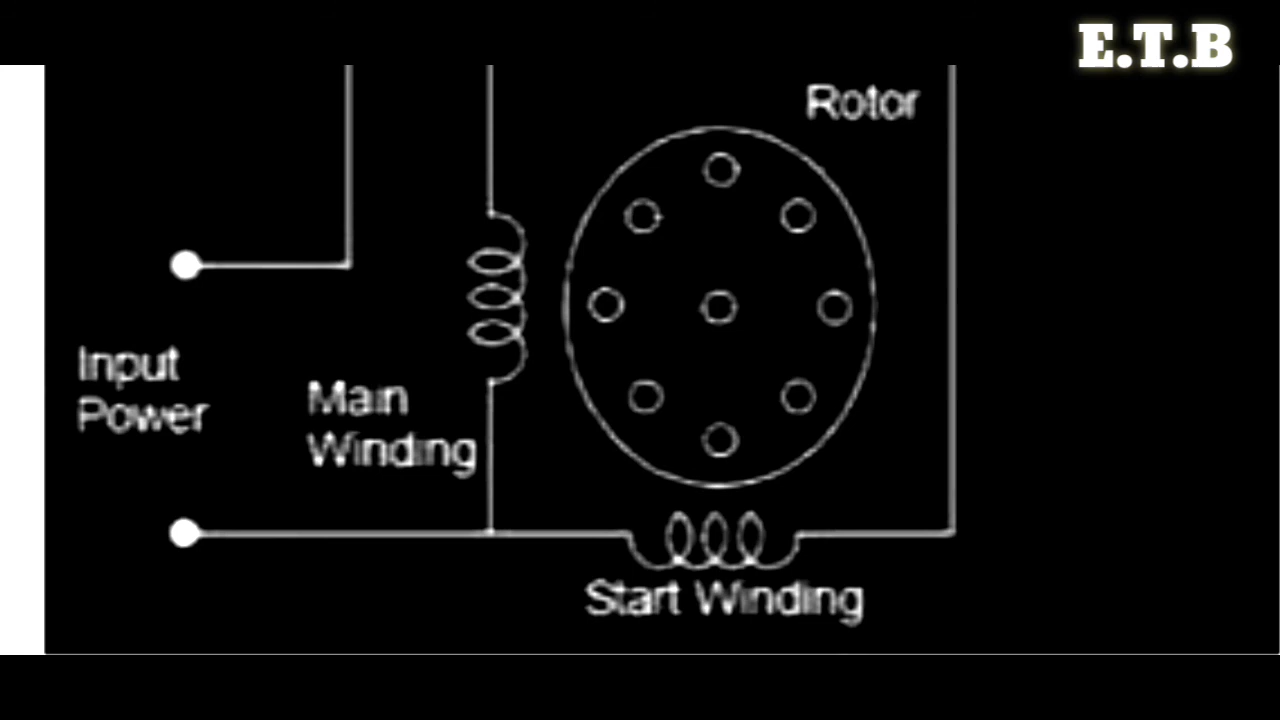 E.T.B
Rotor
Input
Power
Main
Winding
Start Winding